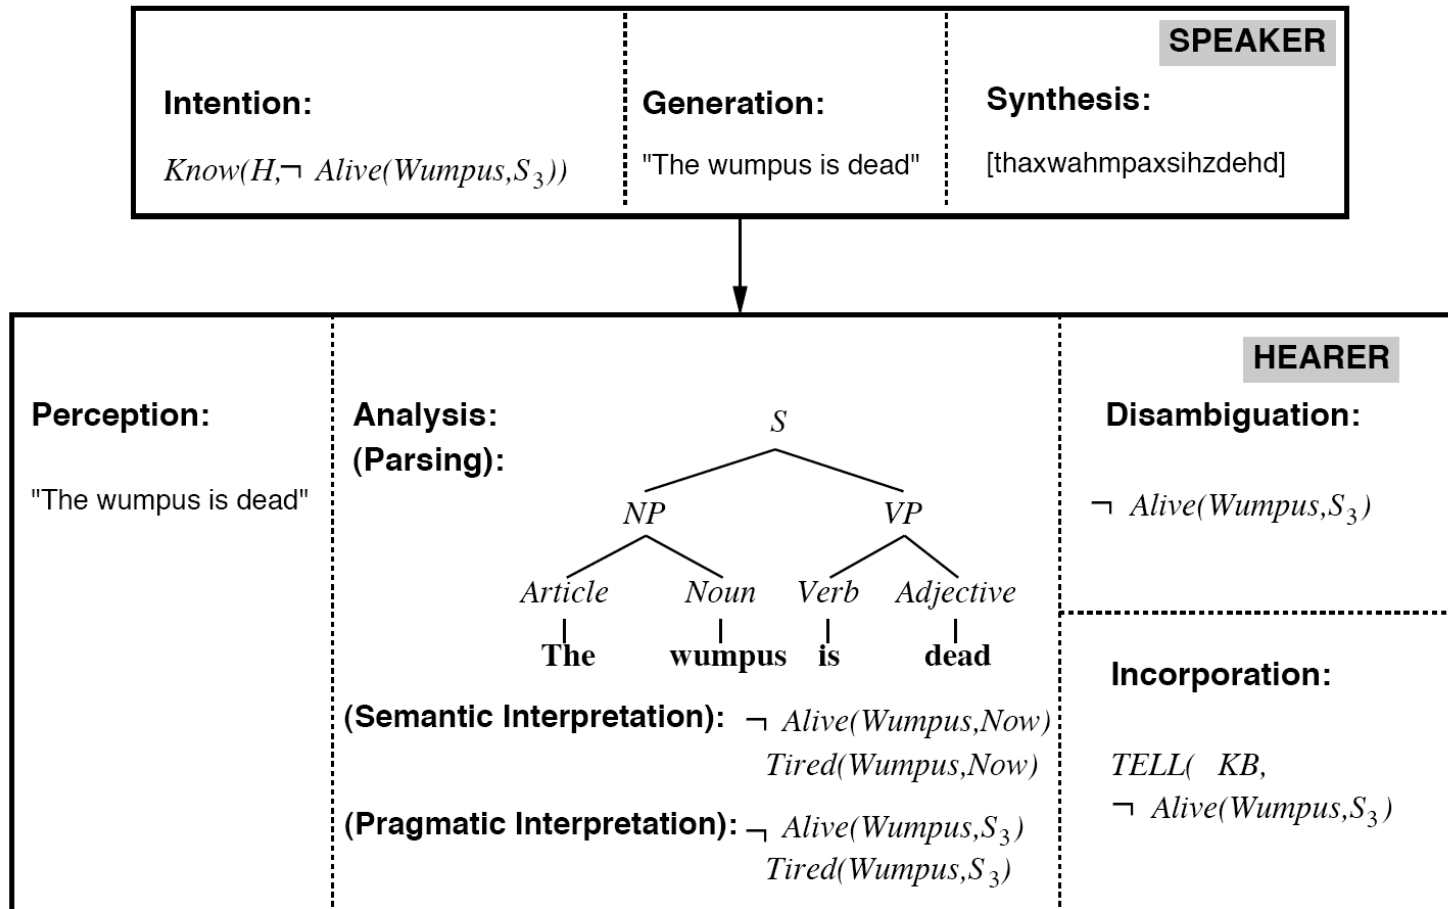 SPEAKER
Intention:
Know(H,¬ Alive(Wumpus,S₃))
Generation:
"The wumpus is dead"
Synthesis:
[thaxwahmpaxsihzdehd]
HEARER
Perception:
"The wumpus is dead"
Analysis:
(Parsing):
S
NP VP
Article Noun Verb Adjective
The wumpus is dead
(Semantic Interpretation): ¬ Alive(Wumpus,Now)
Tired(Wumpus,Now)
(Pragmatic Interpretation): ¬ Alive(Wumpus,S₃)
Tired(Wumpus,S₃)
Disambiguation:
¬ Alive(Wumpus,S₃)
Incorporation:
TELL( KB,
¬ Alive(Wumpus,S₃)